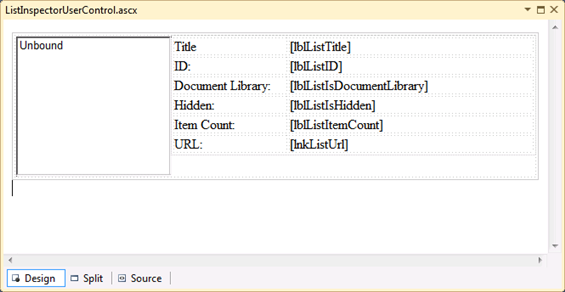 ListInspectorUserControl.ascx
Unbound
Title [lblListTitle]
ID: [lblListID]
Document Library: [lblListIsDocumentLibrary]
Hidden: [lblListIsHidden]
Item Count: [lblListItemCount]
URL: [lnkListUrl]
Design Split Source